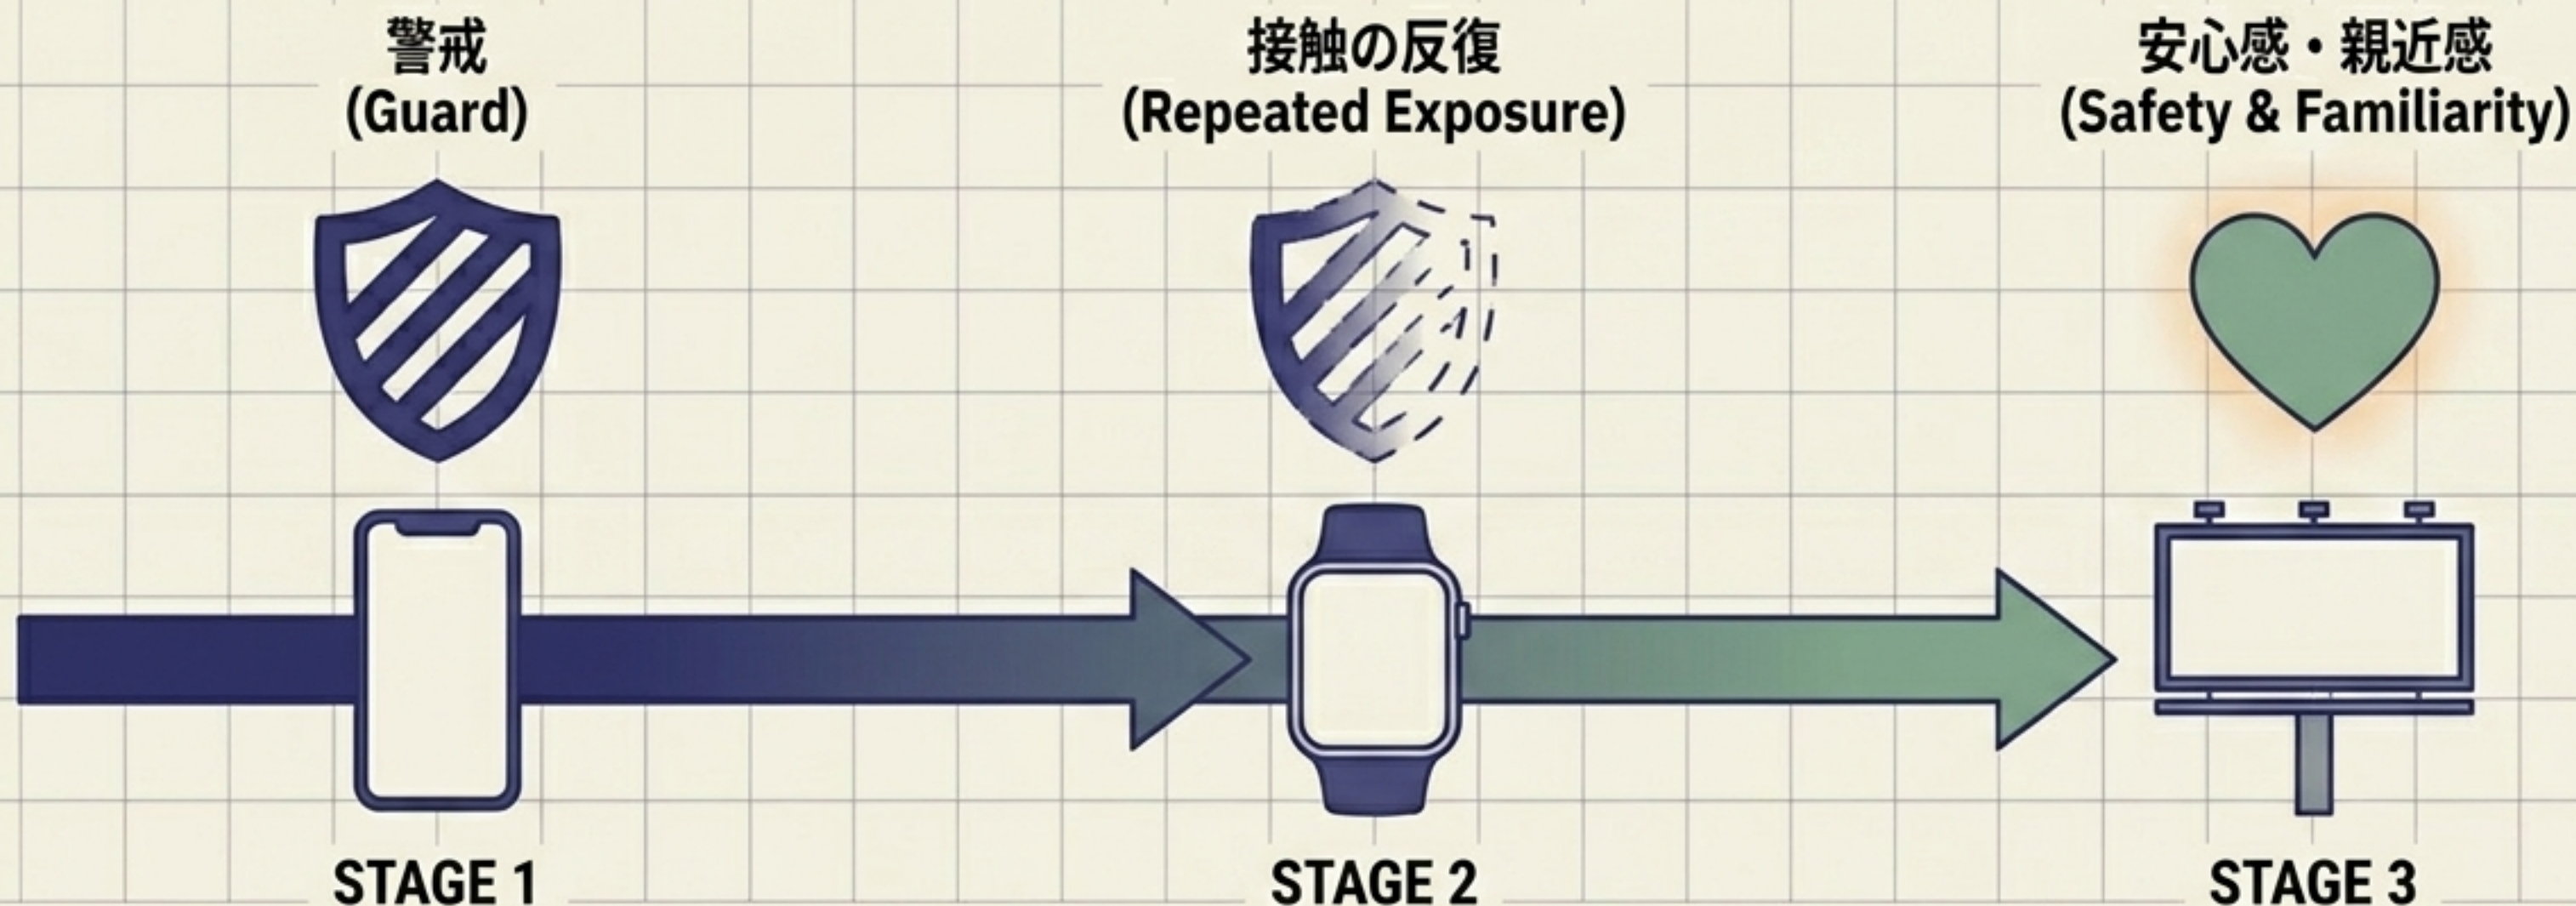 警戒
(Guard)
接触の反復
(Repeated Exposure)
安心感・親近感
(Safety & Familiarity)
STAGE 1
STAGE 2
STAGE 3